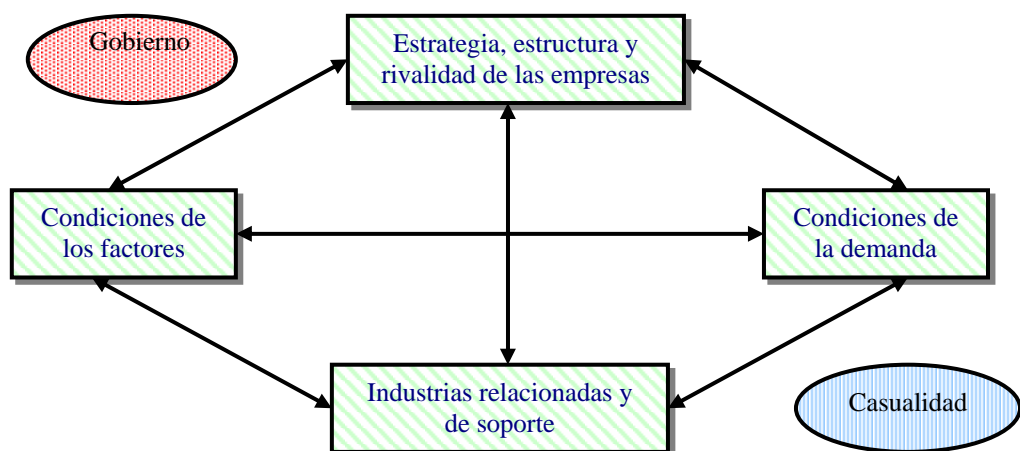 Gobierno
Estrategia, estructura y
rivalidad de las empresas
Condiciones de
los factores
Condiciones de
la demanda
Industrias relacionadas y
de soporte
Casualidad